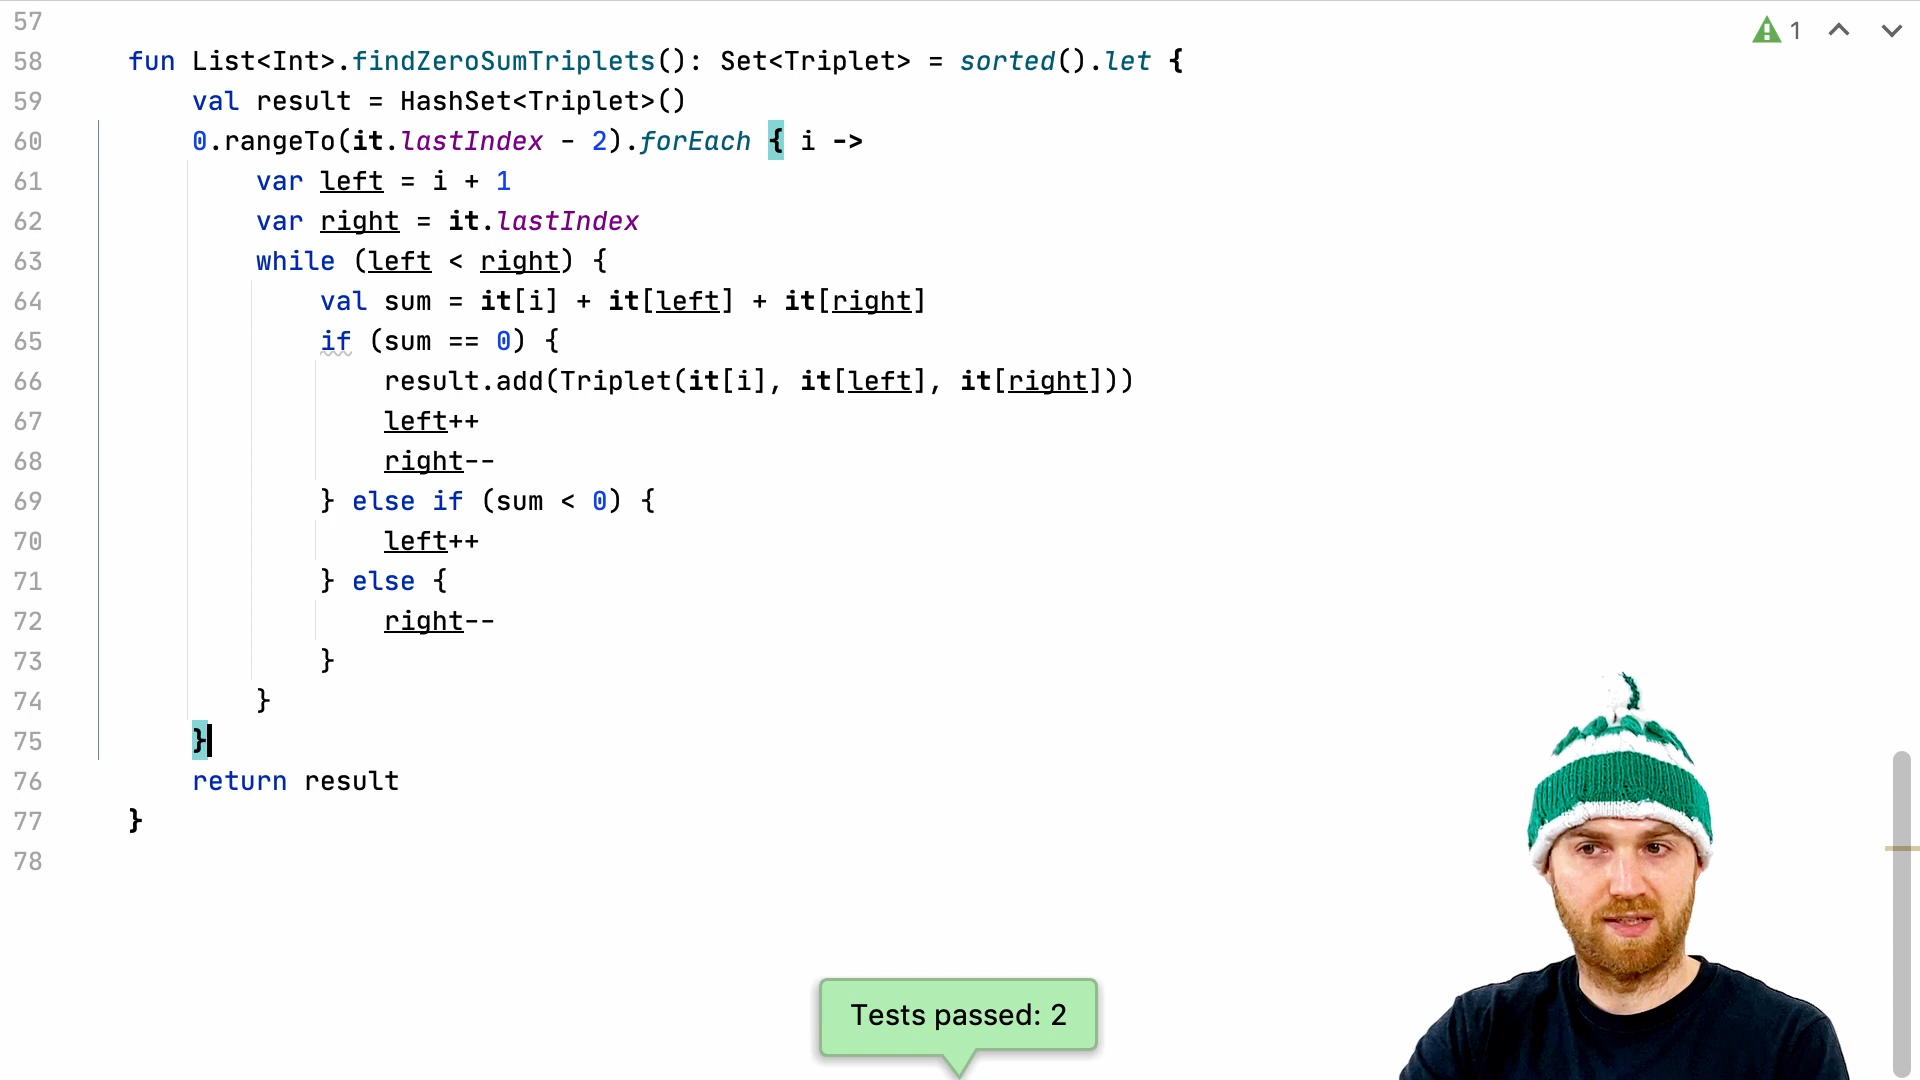 57
1
58 fun List<Int>.findZeroSumTriplets(): Set<Triplet> = sorted().let {
59 val result = HashSet<Triplet>()
60 0.rangeTo(it.lastIndex - 2).forEach { i ->
61 var left = i + 1
62 var right = it.lastIndex
63 while (left < right) {
64 val sum = it[i] + it[left] + it[right]
65 if (sum == 0) {
66 result.add(Triplet(it[i], it[left], it[right]))
67 left++
68 right--
69 } else if (sum < 0) {
70 left++
71 } else {
72 right--
73 }
74 }
75 }
76 return result
77 }
78
Tests passed: 2